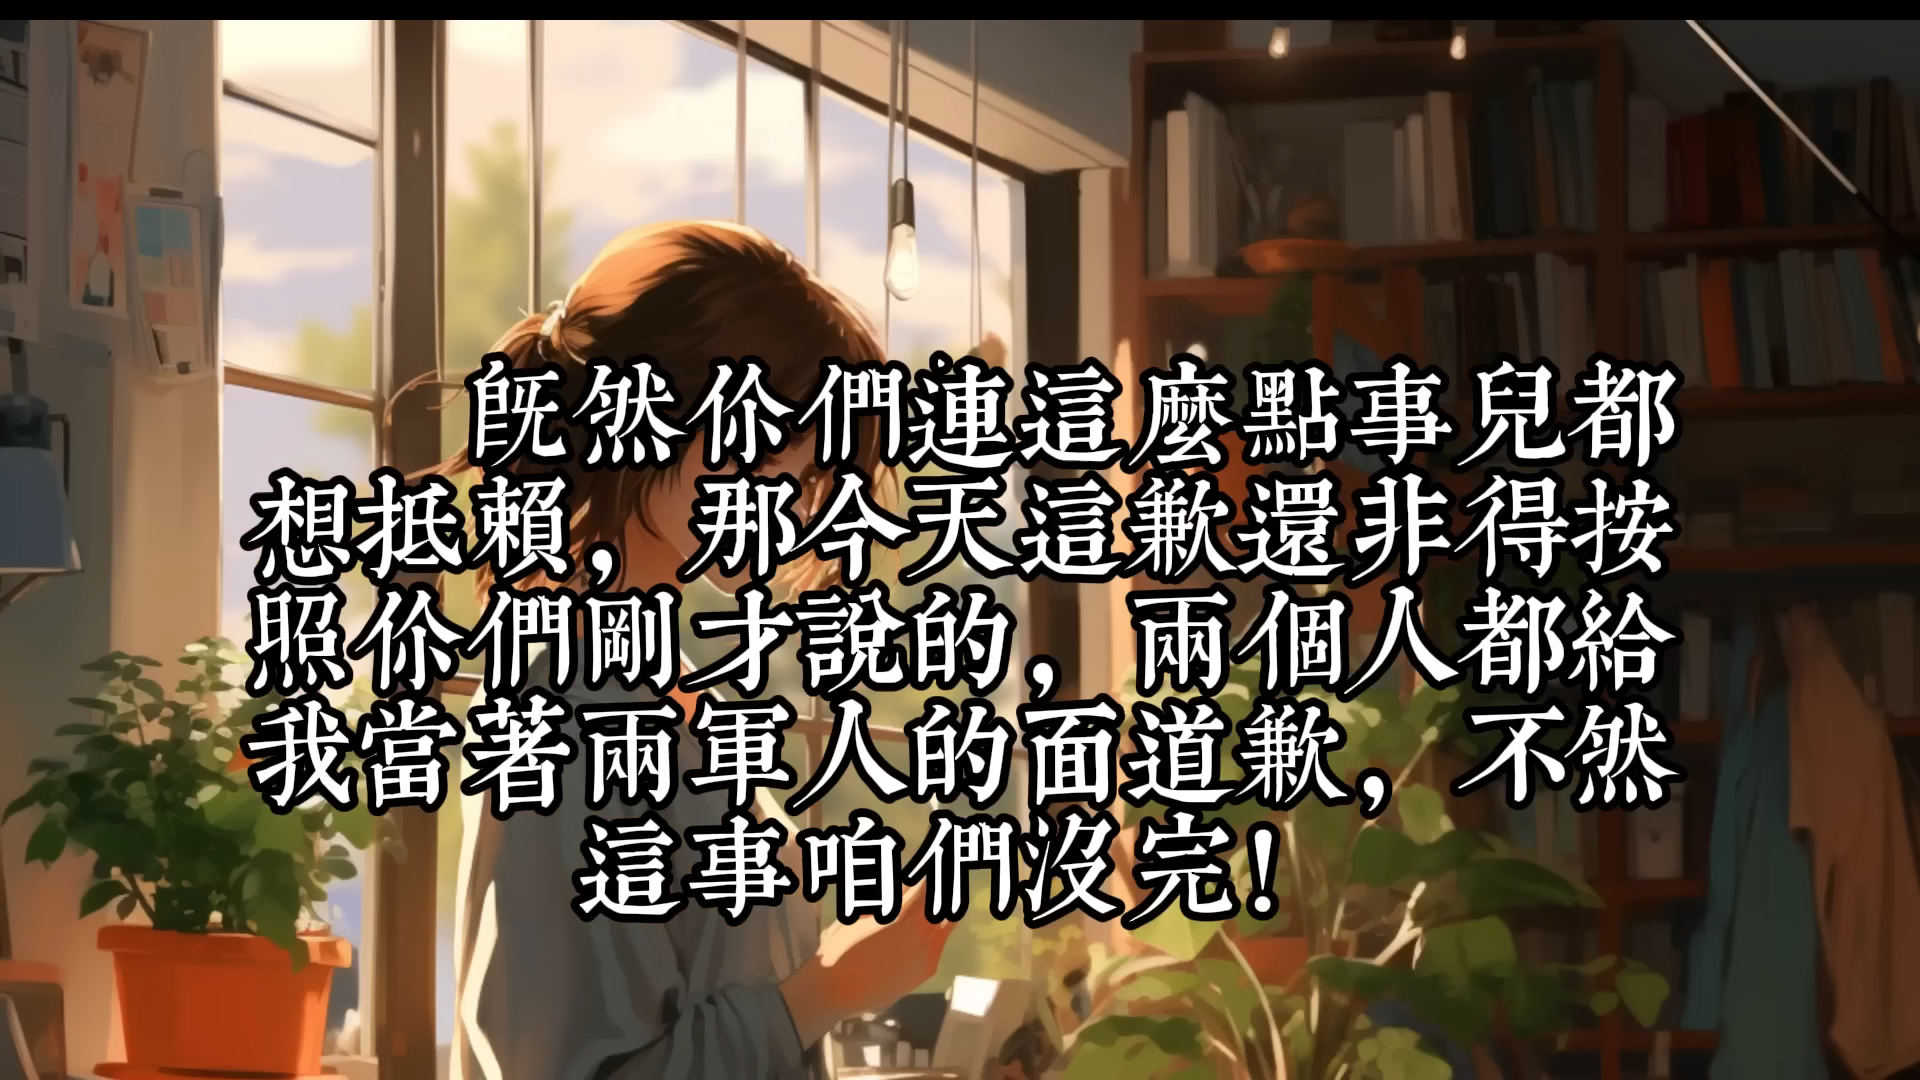 既然你們連這麼點事兒都
想抵賴，那今天這歉還非得按
照你們剛才說的，兩個人都給
我當著兩軍人的面道歉，不然
這事咱們沒完！